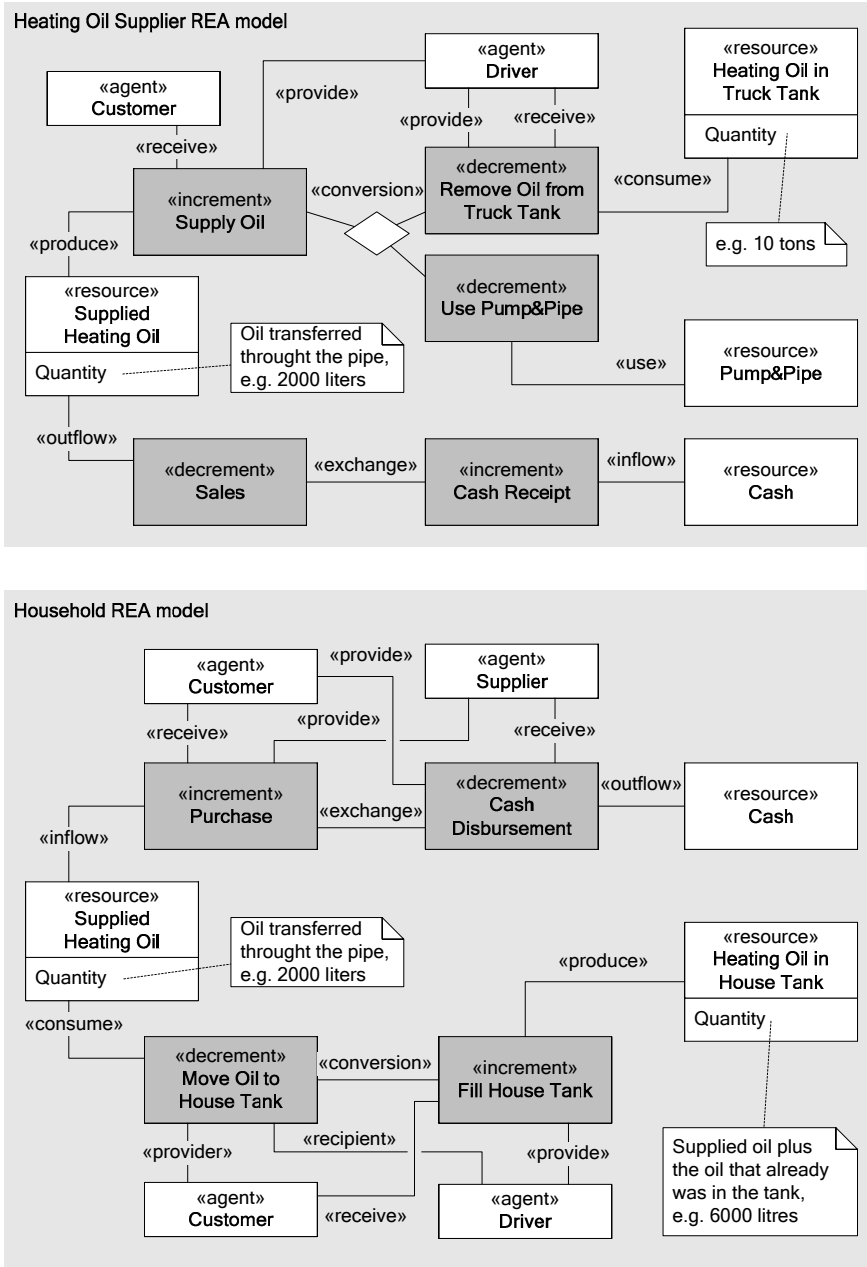 Heating Oil Supplier REA model
«agent»
Customer
«receive»
«provide»
«agent»
Driver
«provide»
«receive»
«resource»
Heating Oil in
Truck Tank
Quantity
«increment»
Supply Oil
«conversion»
«decrement»
Remove Oil from
Truck Tank
«consume»
e.g. 10 tons
«produce»
«resource»
Supplied
Heating Oil
Quantity
Oil transferred
throught the pipe,
e.g. 2000 liters
«decrement»
Use Pump&Pipe
«use»
«resource»
Pump&Pipe
«outflow»
«decrement»
Sales
«exchange»
«increment»
Cash Receipt
«inflow»
«resource»
Cash
Household REA model
«agent»
Customer
«provide»
«agent»
Supplier
«receive»
«provide»
«receive»
«increment»
Purchase
«exchange»
«decrement»
Cash
Disbursement
«outflow»
«resource»
Cash
«inflow»
«resource»
Supplied
Heating Oil
Quantity
Oil transferred
throught the pipe,
e.g. 2000 liters
«produce»
«resource»
Heating Oil in
House Tank
Quantity
«consume»
«decrement»
Move Oil to
House Tank
«conversion»
«increment»
Fill House Tank
«provider»
«recipient»
«provide»
Supplied oil plus
the oil that already
was in the tank,
e.g. 6000 litres
«agent»
Customer
«receive»
«agent»
Driver